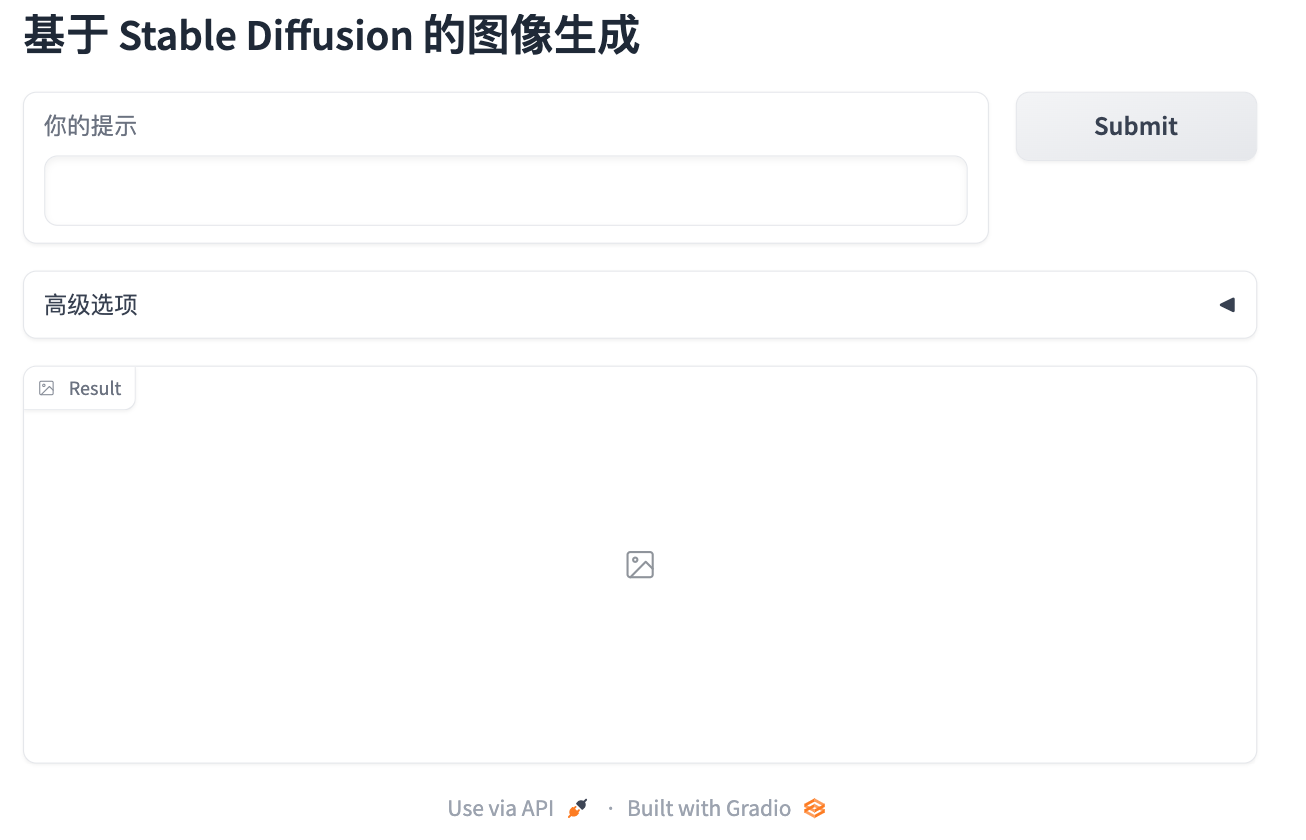 基于 Stable Diffusion 的图像生成
你的提示
Submit
高级选项
Result
Use via API · Built with Gradio